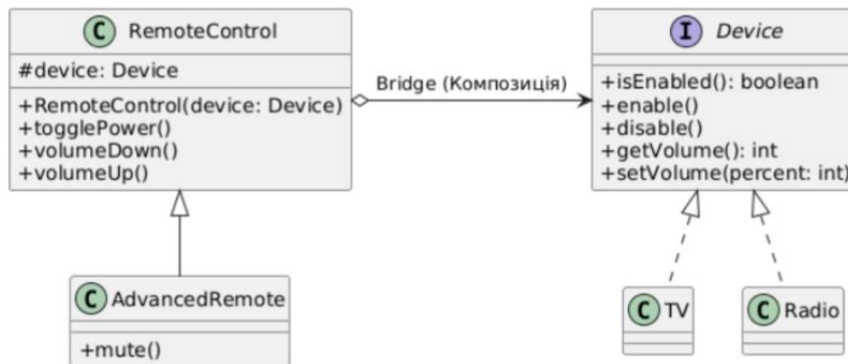 C RemoteControl
#device: Device
+RemoteControl(device: Device)
+togglePower()
+volumeDown()
+volumeUp()
Bridge (Композиція)
I Device
+isEnabled(): boolean
+enable()
+disable()
+getVolume(): int
+setVolume(percent: int)
C AdvancedRemote
+mute()
C TV
C Radio